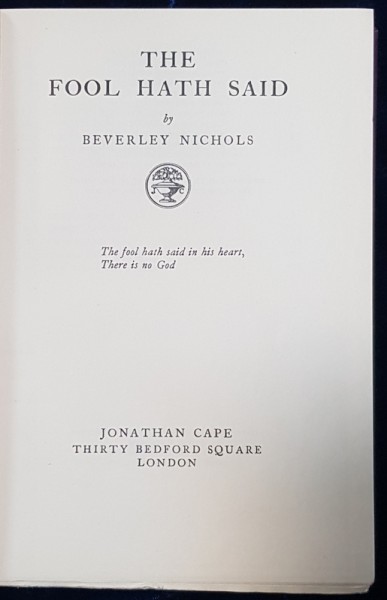 THE
FOOL HATH SAID
by
BEVERLEY NICHOLS
J C
The fool hath said in his heart,
There is no God
JONATHAN CAPE
THIRTY BEDFORD SQUARE
LONDON